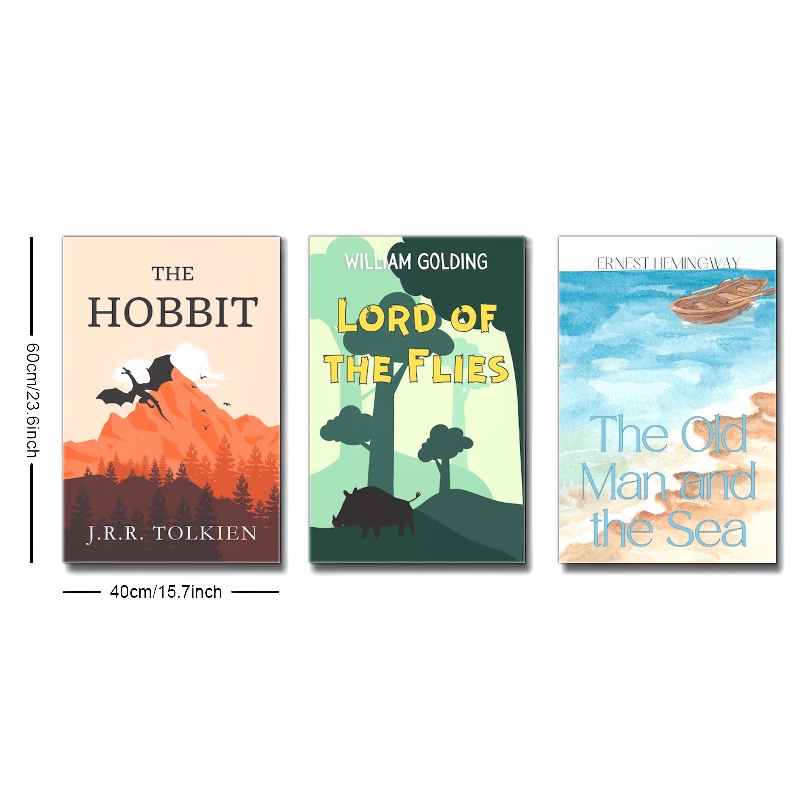 60cm/23.6inch
THE
HOBBIT
J.R.R. TOLKIEN
40cm/15.7inch
WILLIAM GOLDING
LORD OF
THE FLIES
ERNEST HEMINGWAY
The Old
Man and
the Sea